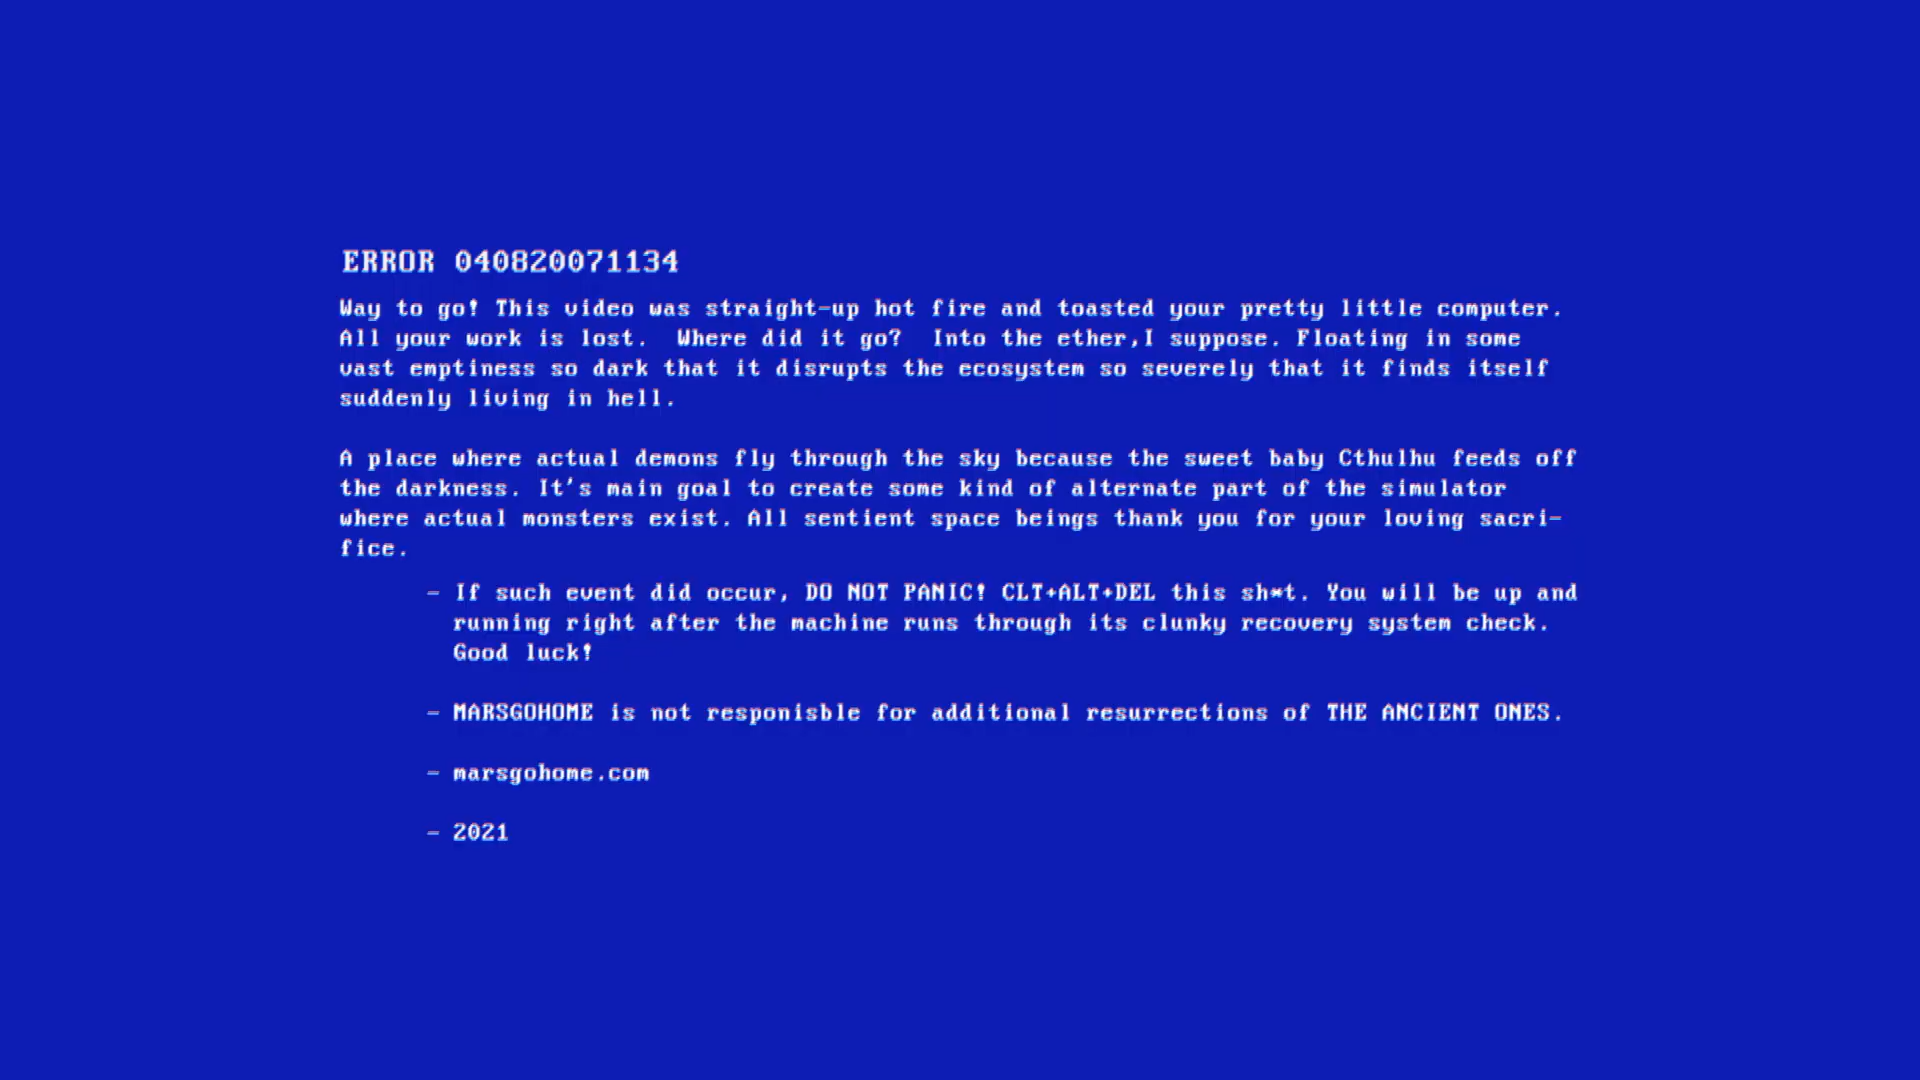 ERROR 040820071134
Way to go! This video was straight-up hot fire and toasted your pretty little computer.
All your work is lost.  Where did it go?  Into the ether,I suppose. Floating in some
vast emptiness so dark that it disrupts the ecosystem so severely that it finds itself
suddenly living in hell.
A place where actual demons fly through the sky because the sweet baby Cthulhu feeds off
the darkness. It's main goal to create some kind of alternate part of the simulator
where actual monsters exist. All sentient space beings thank you for your loving sacri-
fice.
- If such event did occur, DO NOT PANIC! CLT+ALT+DEL this sh*t. You will be up and
running right after the machine runs through its clunky recovery system check.
Good luck!
- MARSGOHOME is not responisble for additional resurrections of THE ANCIENT ONES.
- marsgohome.com
- 2021